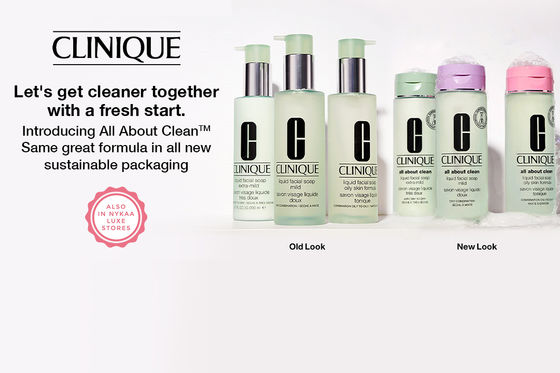 CLINIQUE
Let's get cleaner together
with a fresh start.
Introducing All About Clean™
Same great formula in all new
sustainable packaging
ALSO
IN NYKAA
LUXE
STORES
CLINIQUE
liquid facial soap
extra-mild
savon visage liquide
très doux
CLINIQUE
liquid facial soap
mild
savon visage liquide
doux
CLINIQUE
liquid facial soap
oily skin formula
savon visage liquide
tonique
Old Look
CLINIQUE
all about clean
liquid facial soap
extra-mild
savon visage liquide
très doux
CLINIQUE
all about clean
liquid facial soap
mild
savon visage liquide
doux
CLINIQUE
all about clean
liquid facial soap
oily skin formula
savon visage liquide
tonique
New Look